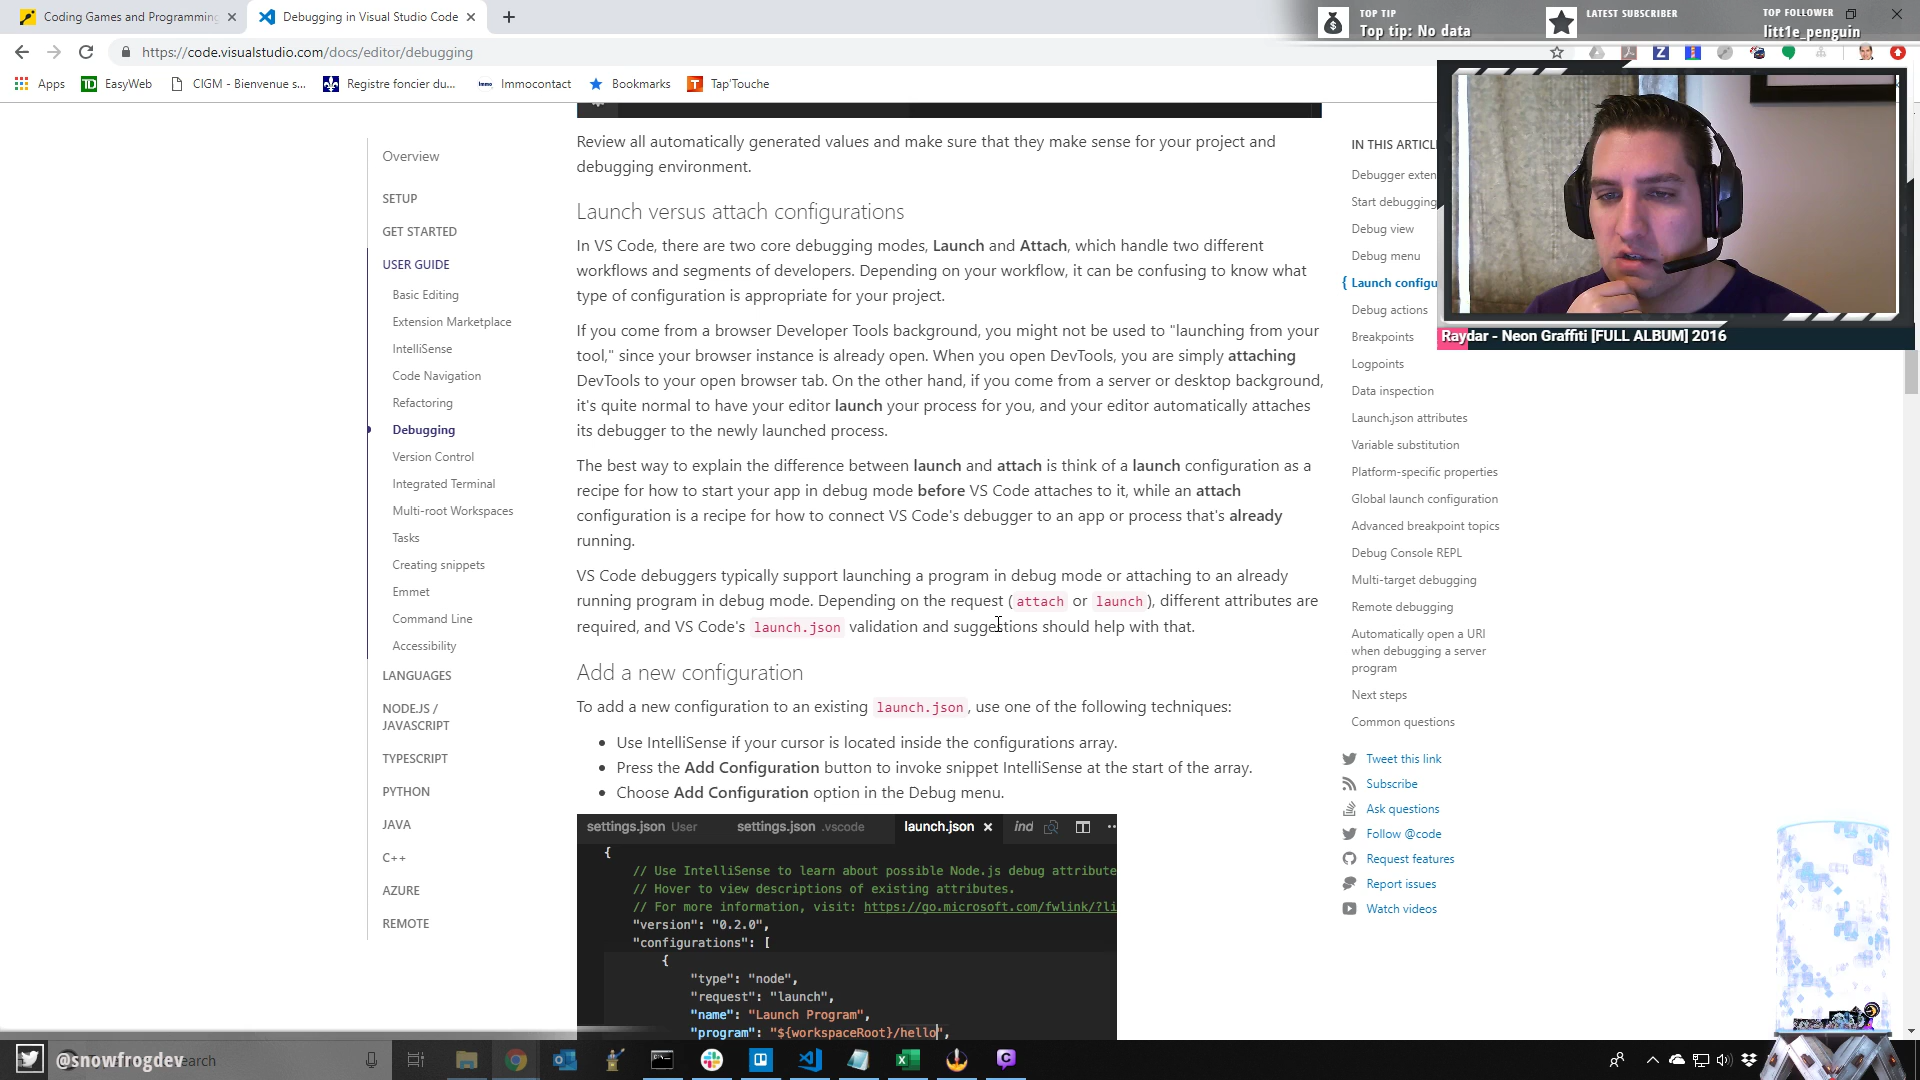 Coding Games and Programming
Debugging in Visual Studio Code
TOP TIP
Top tip: No data
LATEST SUBSCRIBER
TOP FOLLOWER
litt1e_penguin
https://code.visualstudio.com/docs/editor/debugging
Apps
EasyWeb
CIGM - Bienvenue s...
Registre foncier du...
Immocontact
Bookmarks
Tap'Touche
Raydar - Neon Graffiti [FULL ALBUM] 2016
Overview
SETUP
GET STARTED
USER GUIDE
Basic Editing
Extension Marketplace
IntelliSense
Code Navigation
Refactoring
Debugging
Version Control
Integrated Terminal
Multi-root Workspaces
Tasks
Creating snippets
Emmet
Command Line
Accessibility
LANGUAGES
NODE.JS /
JAVASCRIPT
TYPESCRIPT
PYTHON
JAVA
C++
AZURE
REMOTE
Review all automatically generated values and make sure that they make sense for your project and
debugging environment.
Launch versus attach configurations
In VS Code, there are two core debugging modes, Launch and Attach, which handle two different
workflows and segments of developers. Depending on your workflow, it can be confusing to know what
type of configuration is appropriate for your project.
If you come from a browser Developer Tools background, you might not be used to "launching from your
tool," since your browser instance is already open. When you open DevTools, you are simply attaching
DevTools to your open browser tab. On the other hand, if you come from a server or desktop background,
it's quite normal to have your editor launch your process for you, and your editor automatically attaches
its debugger to the newly launched process.
The best way to explain the difference between launch and attach is think of a launch configuration as a
recipe for how to start your app in debug mode before VS Code attaches to it, while an attach
configuration is a recipe for how to connect VS Code's debugger to an app or process that's already
running.
VS Code debuggers typically support launching a program in debug mode or attaching to an already
running program in debug mode. Depending on the request ( attach or launch ), different attributes are
required, and VS Code's launch.json validation and suggestions should help with that.
Add a new configuration
To add a new configuration to an existing launch.json , use one of the following techniques:
• Use IntelliSense if your cursor is located inside the configurations array.
• Press the Add Configuration button to invoke snippet IntelliSense at the start of the array.
• Choose Add Configuration option in the Debug menu.
settings.json User
settings.json .vscode
launch.json
ind
{
// Use IntelliSense to learn about possible Node.js debug attribute
// Hover to view descriptions of existing attributes.
// For more information, visit: https://go.microsoft.com/fwlink/?li
"version": "0.2.0",
"configurations": [
{
"type": "node",
"request": "launch",
"name": "Launch Program",
"program": "${workspaceRoot}/hello",
IN THIS ARTICL
Debugger exten
Start debugging
Debug view
Debug menu
{ Launch configu
Debug actions
Breakpoints
Logpoints
Data inspection
Launch.json attributes
Variable substitution
Platform-specific properties
Global launch configuration
Advanced breakpoint topics
Debug Console REPL
Multi-target debugging
Remote debugging
Automatically open a URI
when debugging a server
program
Next steps
Common questions
Tweet this link
Subscribe
Ask questions
Follow @code
Request features
Report issues
Watch videos
@snowfrogdev